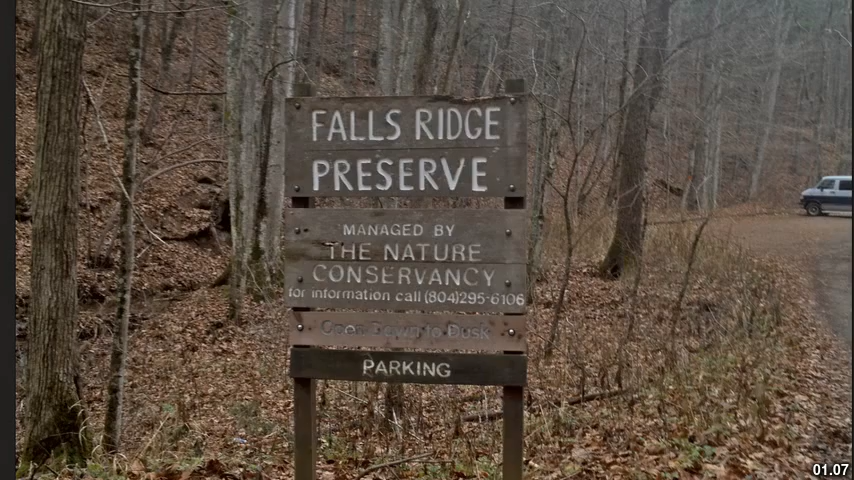 FALLS RIDGE
PRESERVE
MANAGED BY
THE NATURE
CONSERVANCY
for information call (804)295-6106
Open Dawn to Dusk
PARKING
01.07